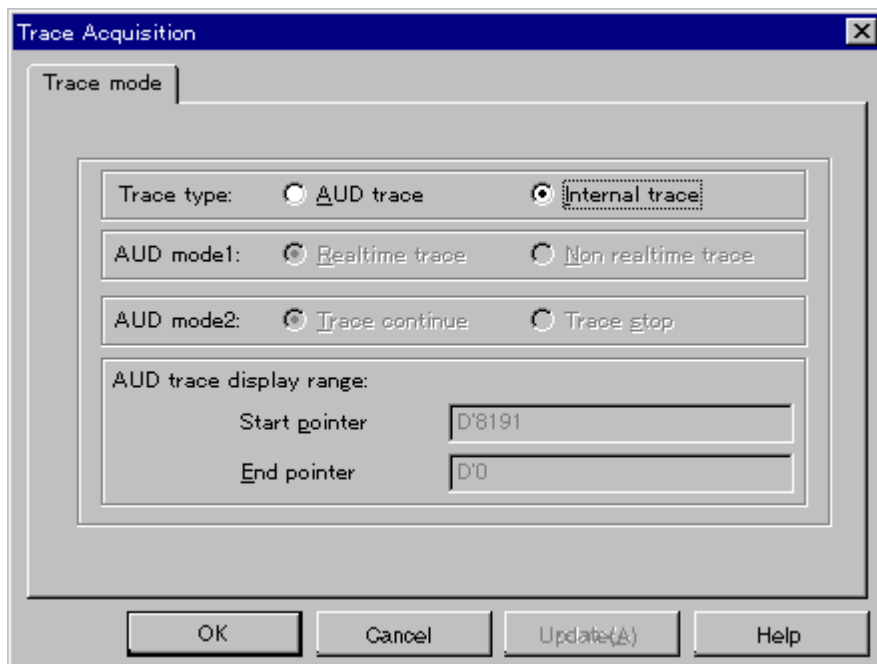 Trace Acquisition
Trace mode
Trace type: AUD trace Internal trace
AUD mode1: Realtime trace Non realtime trace
AUD mode2: Trace continue Trace stop
AUD trace display range:
Start pointer D'8191
End pointer D'0
OK Cancel Update(A) Help